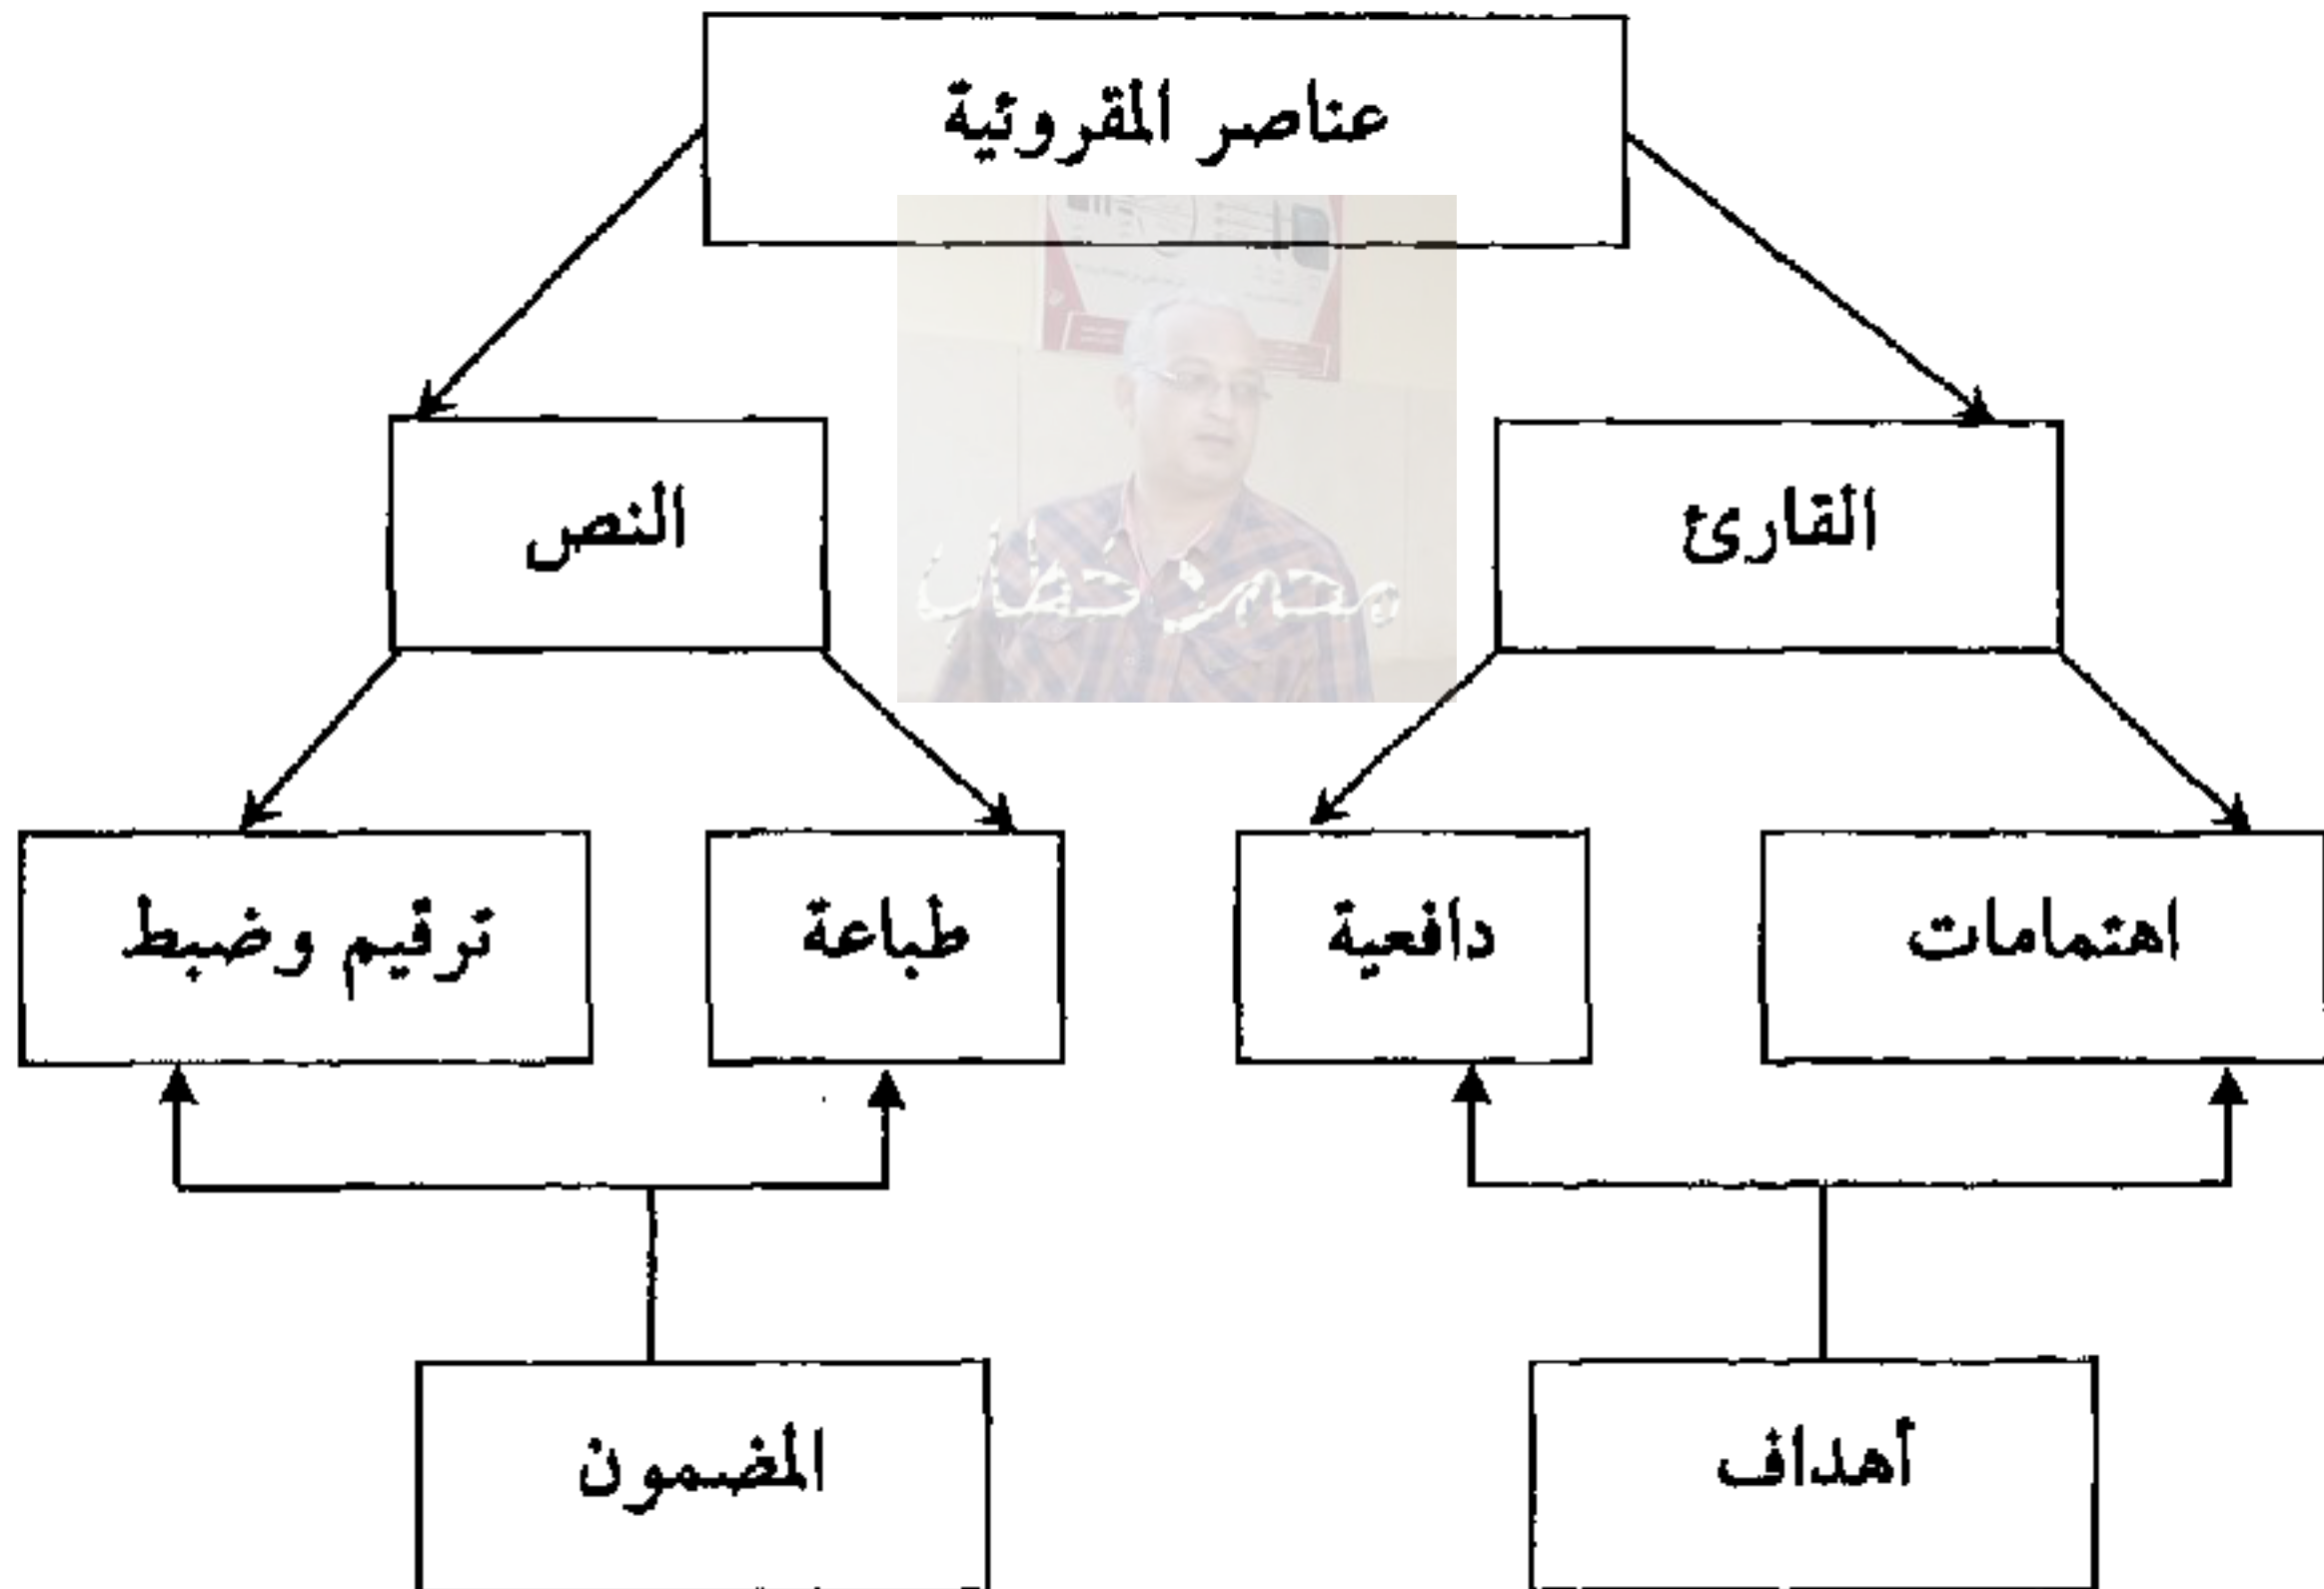 عناصر المقروئية
القارئ
النص
اهتمامات
دافعية
طباعة
ترقيم وضبط
أهداف
المضمون